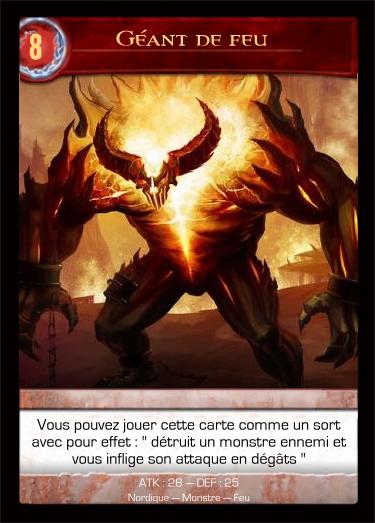 8
Géant de feu
Vous pouvez jouer cette carte comme un sort
avec pour effet : " détruit un monstre ennemi et
vous inflige son attaque en dégâts "
ATK : 28 — DEF : 25
Nordique — Monstre — Feu